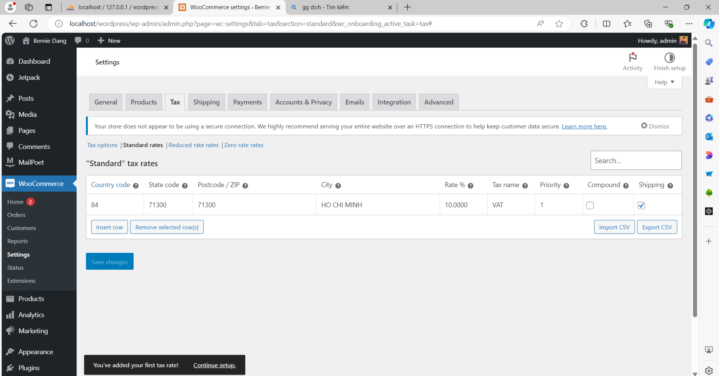 localhost / 127.0.0.1 / wordpress
WooCommerce settings ‹ Bernie
gg dịch - Tìm kiếm
localhost/wordpress/wp-admin/admin.php?page=wc-settings&tab=tax&section=standard&wc_onboarding_active_task=tax#
Bernie Dang
0
New
Howdy, admin
Dashboard
Jetpack
Posts
Media
Pages
Comments
MailPoet
WooCommerce
Home 2
Orders
Customers
Reports
Settings
Status
Extensions
Products
Analytics
Marketing
Appearance
Plugins
Settings
Activity
Finish setup
Help
General
Products
Tax
Shipping
Payments
Accounts & Privacy
Emails
Integration
Advanced
Your store does not appear to be using a secure connection. We highly recommend serving your entire website over an HTTPS connection to help keep customer data secure. Learn more here.
Dismiss
Tax options | Standard rates | Reduced rate rates | Zero rate rates
"Standard" tax rates
Search...
Country code
State code
Postcode / ZIP
City
Rate %
Tax name
Priority
Compound
Shipping
84
71300
71300
HO CHI MINH
10.0000
VAT
1
Insert row
Remove selected row(s)
Import CSV
Export CSV
Save changes
You've added your first tax rate!
Continue setup.